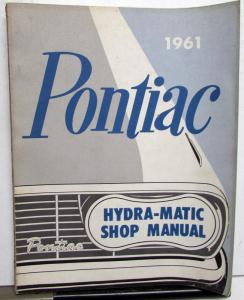 1961
Pontiac
HYDRA-MATIC
SHOP MANUAL
Pontiac